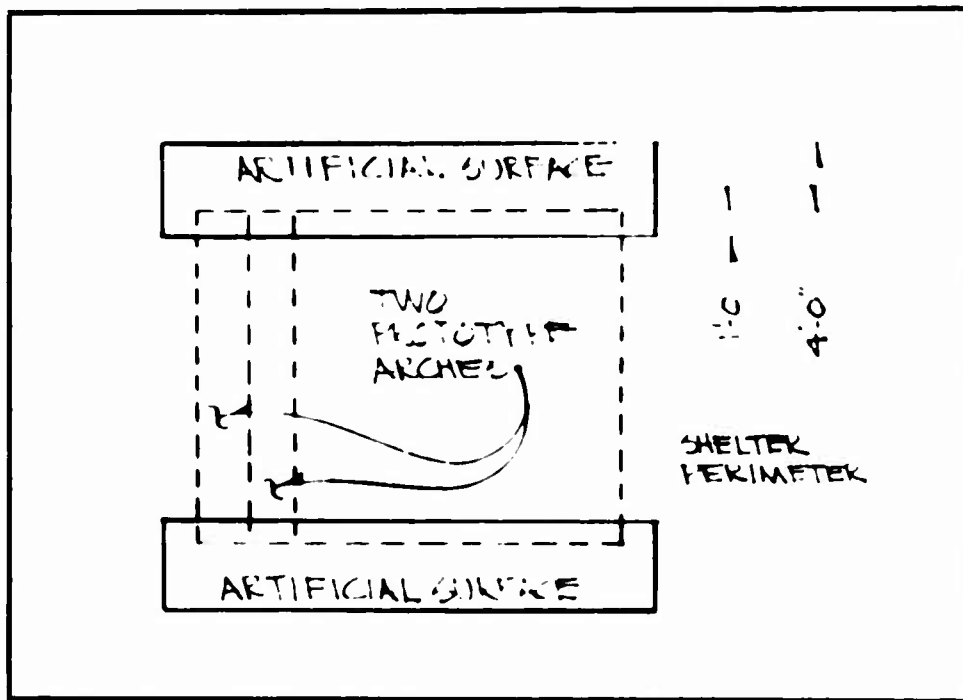 ARTIFICIAL SURFACE
TWO
PROTOTYPE
ARCHES
SHELTER
PERIMETER
ARTIFICIAL SURFACE